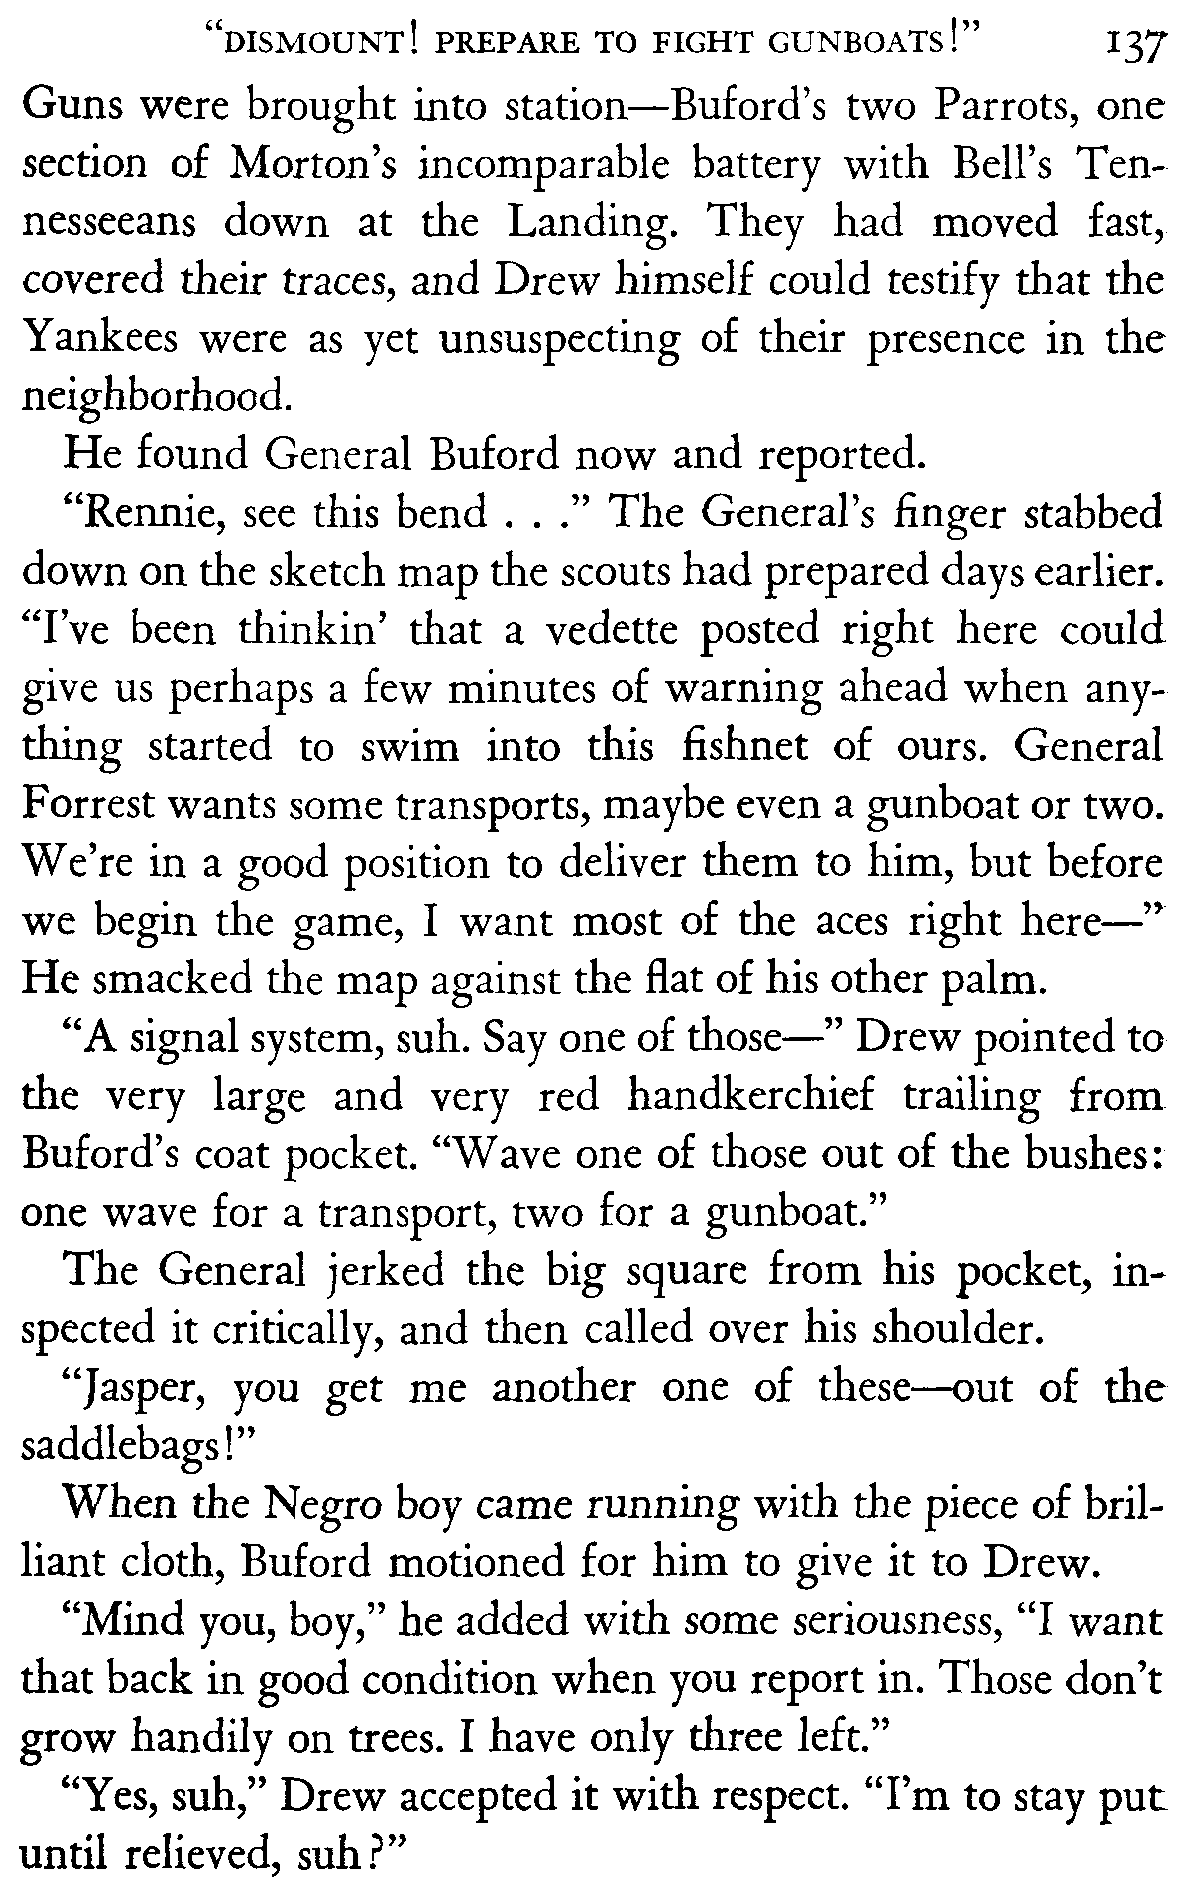 “DISMOUNT! PREPARE TO FIGHT GUNBOATS!” 137
Guns were brought into station—Buford’s two Parrots, one
section of Morton’s incomparable battery with Bell’s Ten-
nesseeans down at the Landing. They had moved fast,
covered their traces, and Drew himself could testify that the
Yankees were as yet unsuspecting of their presence in the
neighborhood.
He found General Buford now and reported.
“Rennie, see this bend . . .” The General’s finger stabbed
down on the sketch map the scouts had prepared days earlier.
“I’ve been thinkin’ that a vedette posted right here could
give us perhaps a few minutes of warning ahead when any-
thing started to swim into this fishnet of ours. General
Forrest wants some transports, maybe even a gunboat or two.
We’re in a good position to deliver them to him, but before
we begin the game, I want most of the aces right here—”
He smacked the map against the flat of his other palm.
“A signal system, suh. Say one of those—” Drew pointed to
the very large and very red handkerchief trailing from
Buford’s coat pocket. “Wave one of those out of the bushes:
one wave for a transport, two for a gunboat.”
The General jerked the big square from his pocket, in-
spected it critically, and then called over his shoulder.
“Jasper, you get me another one of these—out of the
saddlebags!”
When the Negro boy came running with the piece of bril-
liant cloth, Buford motioned for him to give it to Drew.
“Mind you, boy,” he added with some seriousness, “I want
that back in good condition when you report in. Those don’t
grow handily on trees. I have only three left.”
“Yes, suh,” Drew accepted it with respect. “I’m to stay put
until relieved, suh?”